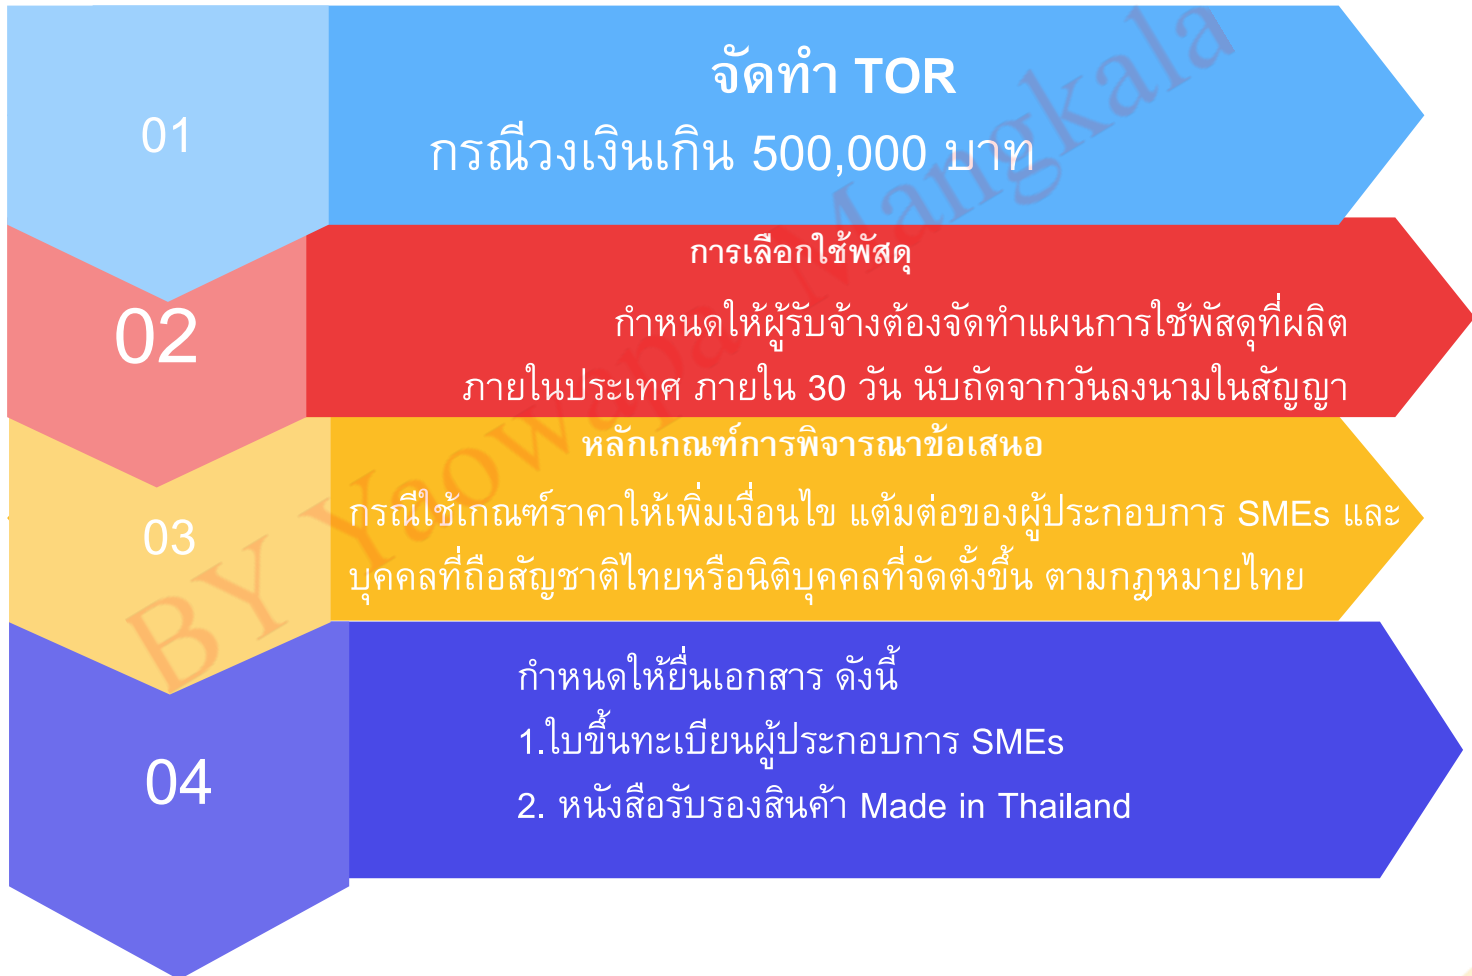 01
จัดทำ TOR
กรณีวงเงินเกิน 500,000 บาท
02
การเลือกใช้พัสดุ
กำหนดให้ผู้รับจ้างต้องจัดทำแผนการใช้พัสดุที่ผลิต
ภายในประเทศ ภายใน 30 วัน นับถัดจากวันลงนามในสัญญา
03
หลักเกณฑ์การพิจารณาข้อเสนอ
กรณีใช้เกณฑ์ราคาให้เพิ่มเงื่อนไข แต้มต่อของผู้ประกอบการ SMEs และ
บุคคลที่ถือสัญชาติไทยหรือนิติบุคคลที่จัดตั้งขึ้น ตามกฎหมายไทย
04
กำหนดให้ยื่นเอกสาร ดังนี้
1.ใบขึ้นทะเบียนผู้ประกอบการ SMEs
2. หนังสือรับรองสินค้า Made in Thailand
BY Yaowapa Mangkala